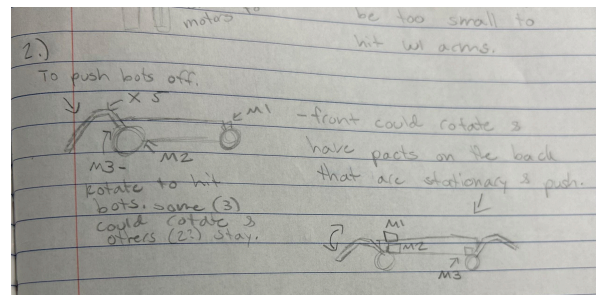 motors to
be too small to
hit w/ arms.
2.)
To push bots off.
x 5
M1
M2
M3-
Rotate to hit
bots. some (3)
could rotate &
others (2?) stay.
-front could rotate &
have parts on the back
that are stationary & push.
M1
M2
M3